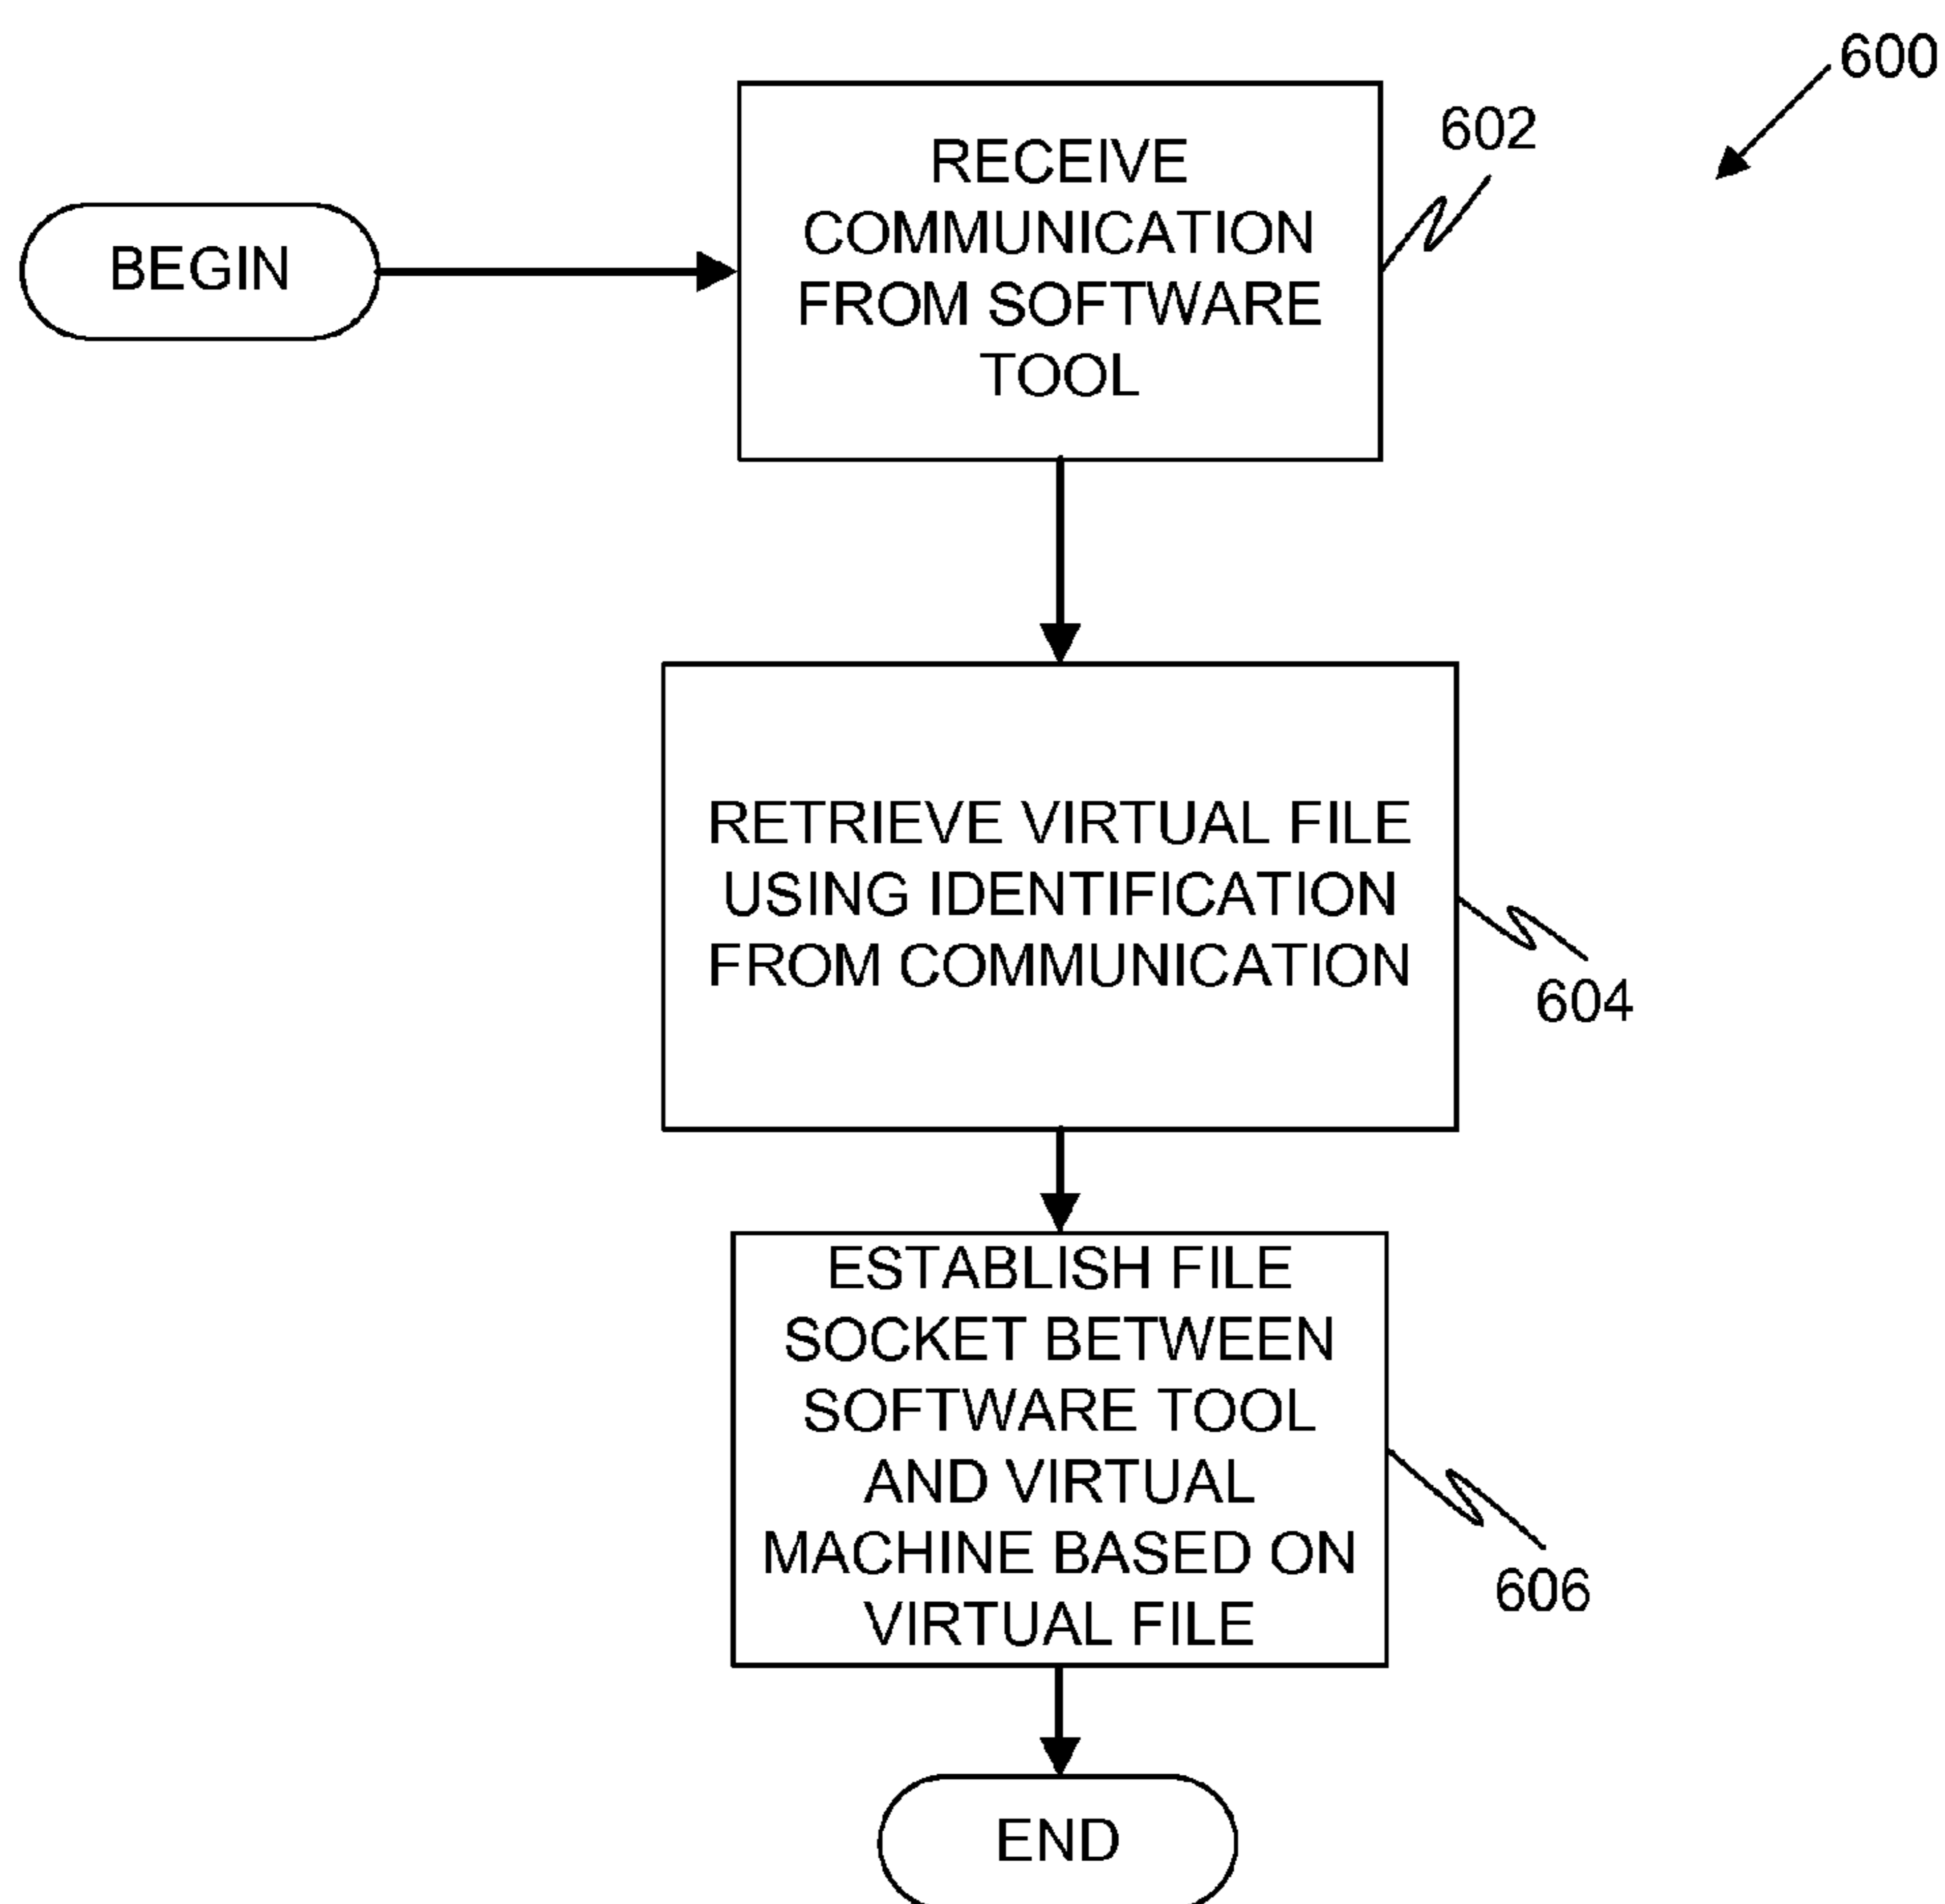 600
602
RECEIVE
COMMUNICATION
FROM SOFTWARE
TOOL
BEGIN
RETRIEVE VIRTUAL FILE
USING IDENTIFICATION
FROM COMMUNICATION
604
ESTABLISH FILE
SOCKET BETWEEN
SOFTWARE TOOL
AND VIRTUAL
MACHINE BASED ON
VIRTUAL FILE
606
END